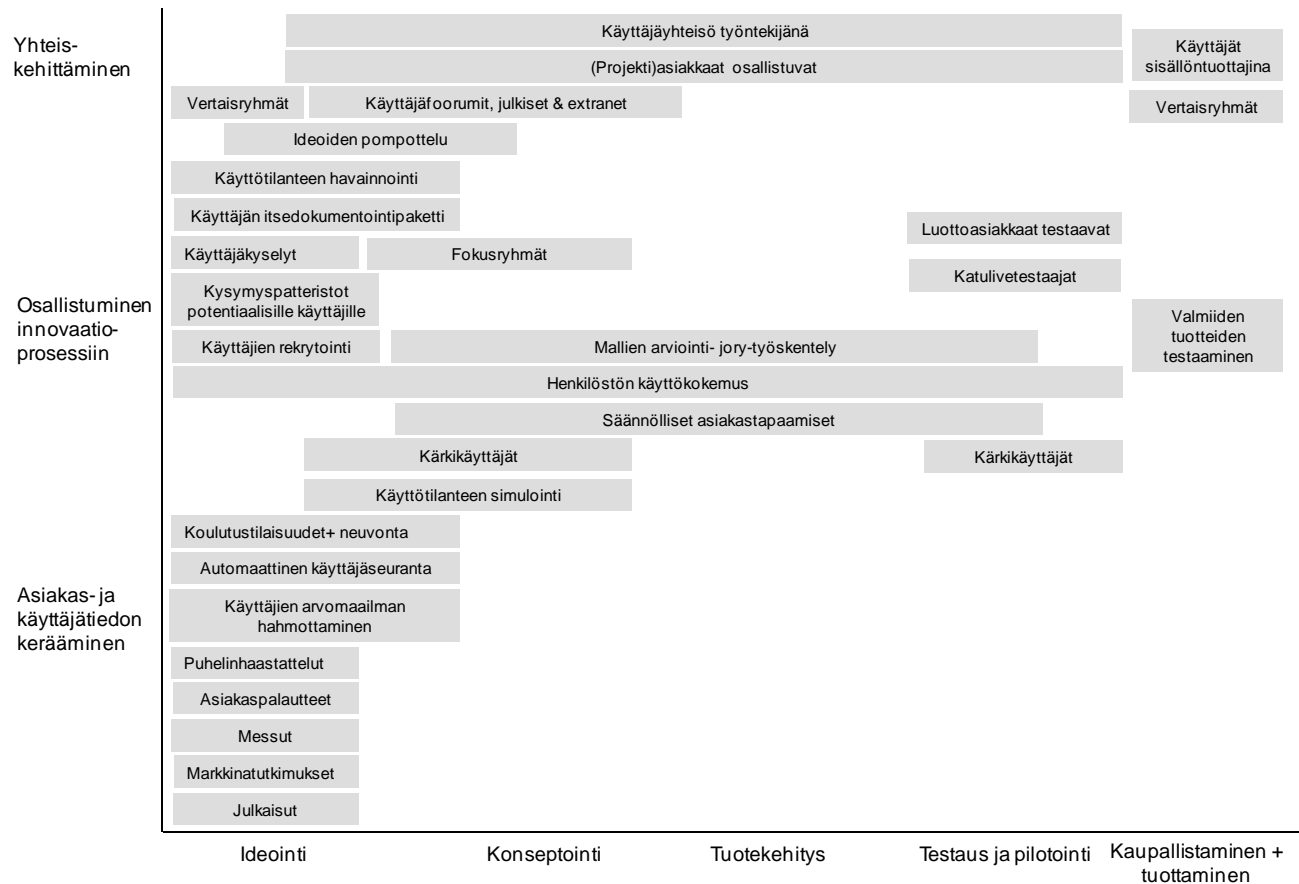 Yhteis-
kehittäminen
Käyttäjäyhteisö työntekijänä
(Projekti)asiakkaat osallistuvat
Käyttäjät
sisällöntuottajina
Vertaisryhmät
Käyttäjäfoorumit, julkiset & extranet
Vertaisryhmät
Ideoiden pompottelu
Käyttötilanteen havainnointi
Käyttäjän itsedokumentointipaketti
Luottoasiakkaat testaavat
Käyttäjäkyselyt
Fokusryhmät
Katulivetestaajat
Osallistuminen
innovaatio-
prosessiin
Kysymyspatteristot
potentiaalisille käyttäjille
Valmiiden
tuotteiden
testaaminen
Käyttäjien rekrytointi
Mallien arviointi- jory-työskentely
Henkilöstön käyttökokemus
Säännölliset asiakastapaamiset
Kärkikäyttäjät
Kärkikäyttäjät
Käyttötilanteen simulointi
Koulutustilaisuudet+ neuvonta
Automaattinen käyttäjäseuranta
Asiakas- ja
käyttäjätiedon
kerääminen
Käyttäjien arvomaailman
hahmottaminen
Puhelinhaastattelut
Asiakaspalautteet
Messut
Markkinatutkimukset
Julkaisut
Ideointi
Konseptointi
Tuotekehitys
Testaus ja pilotointi
Kaupallistaminen +
tuottaminen